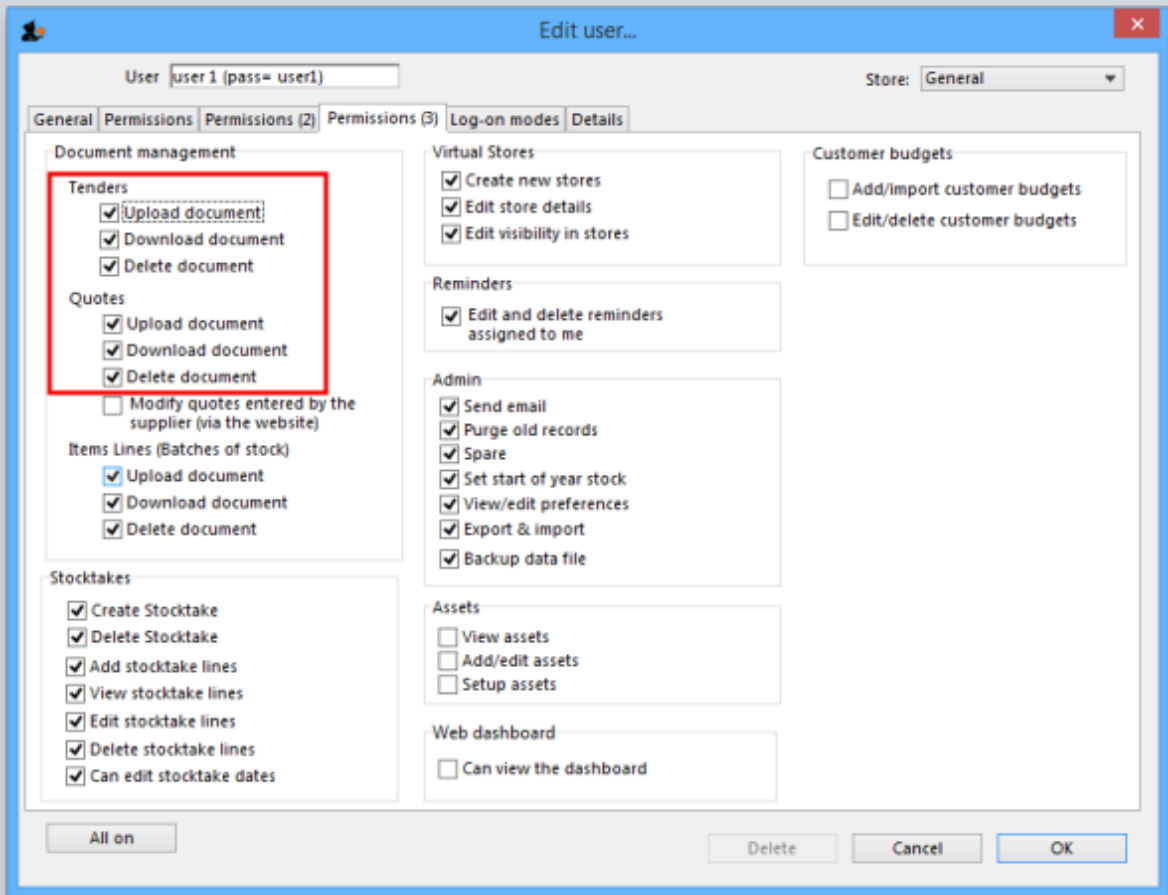 Edit user...
User user 1 (pass= user1)
Store: General
General Permissions Permissions (2) Permissions (3) Log-on modes Details
Document management
Tenders
Upload document
Download document
Delete document
Quotes
Upload document
Download document
Delete document
Modify quotes entered by the
supplier (via the website)
Items Lines (Batches of stock)
Upload document
Download document
Delete document
Stocktakes
Create Stocktake
Delete Stocktake
Add stocktake lines
View stocktake lines
Edit stocktake lines
Delete stocktake lines
Can edit stocktake dates
Virtual Stores
Create new stores
Edit store details
Edit visibility in stores
Reminders
Edit and delete reminders
assigned to me
Admin
Send email
Purge old records
Spare
Set start of year stock
View/edit preferences
Export & import
Backup data file
Assets
View assets
Add/edit assets
Setup assets
Web dashboard
Can view the dashboard
Customer budgets
Add/import customer budgets
Edit/delete customer budgets
All on
Delete
Cancel
OK